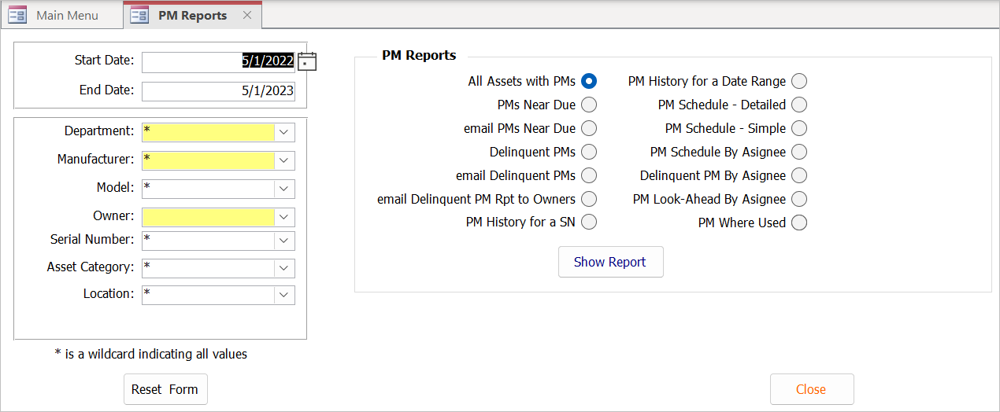 Main Menu
PM Reports
Start Date: 5/1/2022
End Date: 5/1/2023
Department: *
Manufacturer: *
Model: *
Owner:
Serial Number: *
Asset Category: *
Location: *
* is a wildcard indicating all values
Reset Form
PM Reports
All Assets with PMs
PMs Near Due
email PMs Near Due
Delinquent PMs
email Delinquent PMs
email Delinquent PM Rpt to Owners
PM History for a SN
PM History for a Date Range
PM Schedule - Detailed
PM Schedule - Simple
PM Schedule By Asignee
Delinquent PM By Asignee
PM Look-Ahead By Asignee
PM Where Used
Show Report
Close